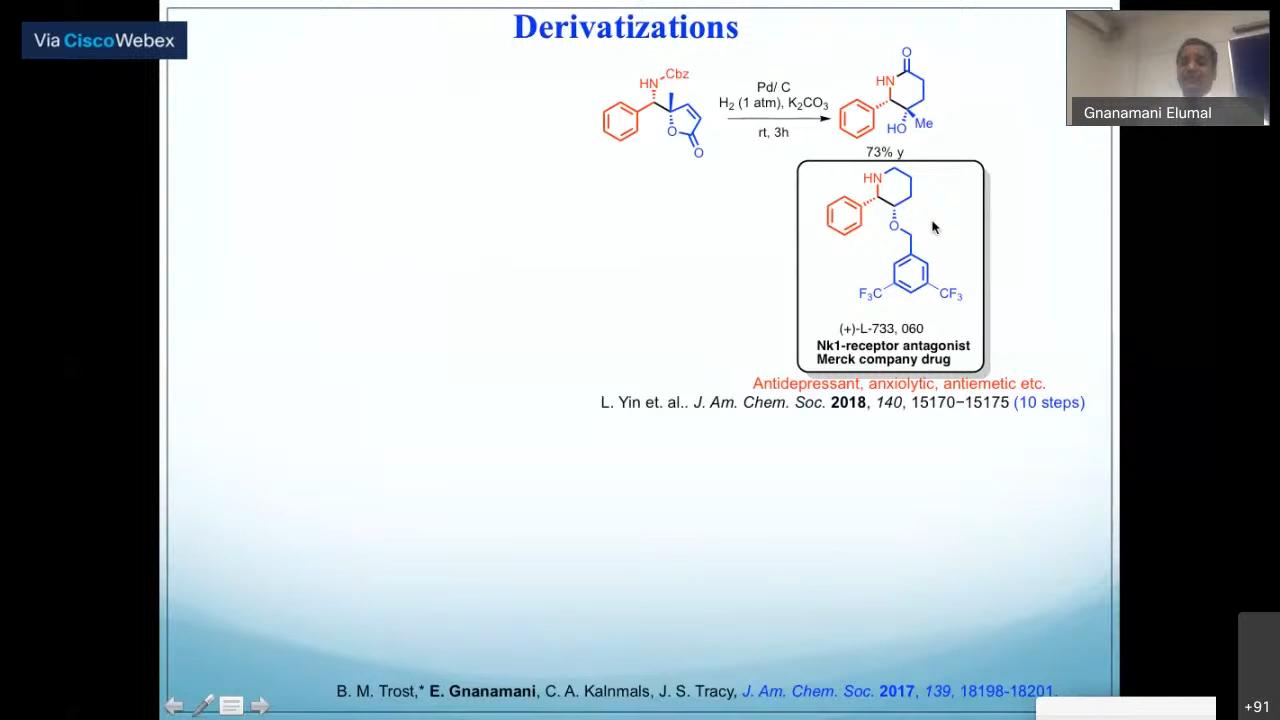 Via Cisco Webex
Derivatizations
Gnanamani Elumal
HN Cbz
O
O
Pd/ C
H2 (1 atm), K2CO3
rt, 3h
O
HN
HO Me
73% y
HN
O
F3C CF3
(+)-L-733, 060
Nk1-receptor antagonist
Merck company drug
Antidepressant, anxiolytic, antiemetic etc.
L. Yin et. al.. J. Am. Chem. Soc. 2018, 140, 15170−15175 (10 steps)
B. M. Trost,* E. Gnanamani, C. A. Kalnmals, J. S. Tracy, J. Am. Chem. Soc. 2017, 139, 18198-18201.
+91